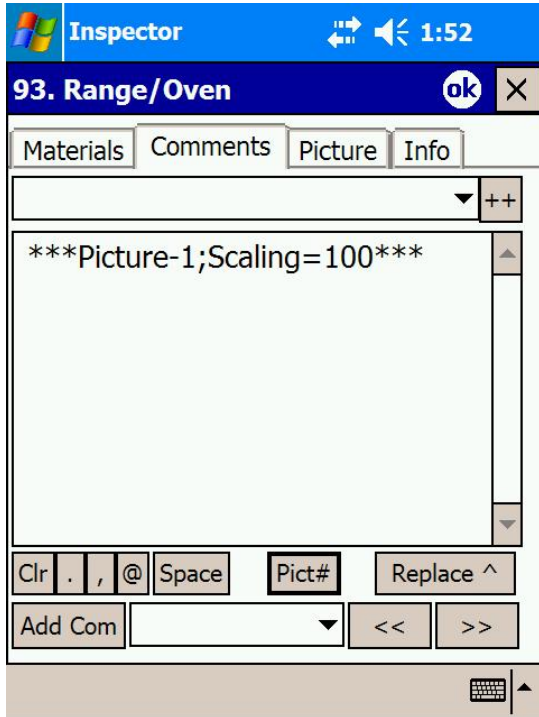 Inspector 1:52
93. Range/Oven ok
Materials Comments Picture Info
++
***Picture-1;Scaling=100***
Clr . , @ Space Pict# Replace ^
Add Com << >>